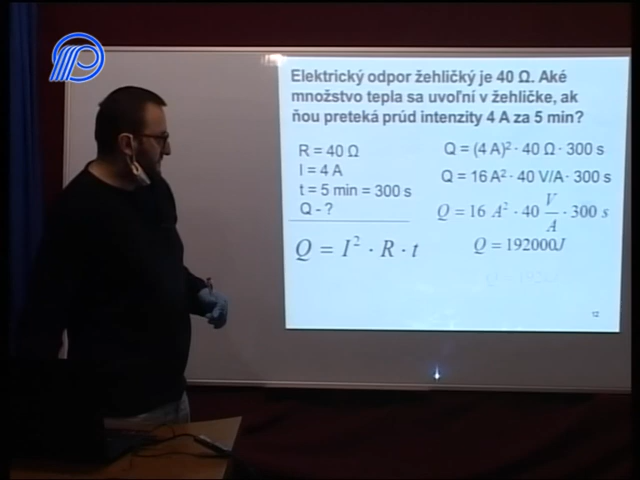 Elektrický odpor žehličký je 40 Ω. Aké
množstvo tepla sa uvoľní v žehličke, ak
ňou preteká prúd intenzity 4 A za 5 min?
R = 40 Ω
I = 4 A
t = 5 min = 300 s
Q - ?
Q = I² · R · t
Q = (4 A)² · 40 Ω · 300 s
Q = 16 A² · 40 V/A · 300 s
Q = 16 A² · 40 V/A · 300 s
Q = 192000J
12